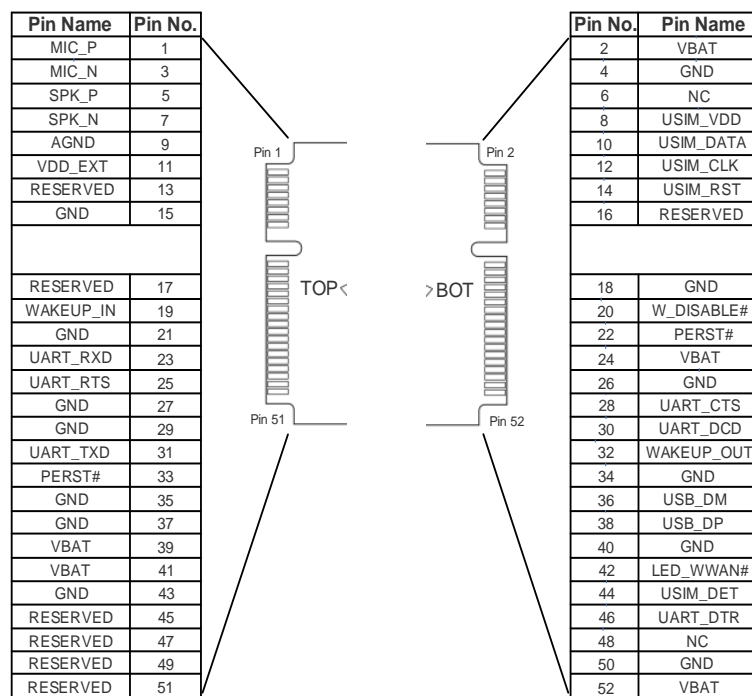 Pin Name Pin No.
MIC_P 1
MIC_N 3
SPK_P 5
SPK_N 7
AGND 9
VDD_EXT 11
RESERVED 13
GND 15
RESERVED 17
WAKEUP_IN 19
GND 21
UART_RXD 23
UART_RTS 25
GND 27
GND 29
UART_TXD 31
PERST# 33
GND 35
GND 37
VBAT 39
VBAT 41
GND 43
RESERVED 45
RESERVED 47
RESERVED 49
RESERVED 51
Pin 1
TOP
Pin 51
Pin 2
BOT
Pin 52
Pin No. Pin Name
2 VBAT
4 GND
6 NC
8 USIM_VDD
10 USIM_DATA
12 USIM_CLK
14 USIM_RST
16 RESERVED
18 GND
20 W_DISABLE#
22 PERST#
24 VBAT
26 GND
28 UART_CTS
30 UART_DCD
32 WAKEUP_OUT
34 GND
36 USB_DM
38 USB_DP
40 GND
42 LED_WWAN#
44 USIM_DET
46 UART_DTR
48 NC
50 GND
52 VBAT